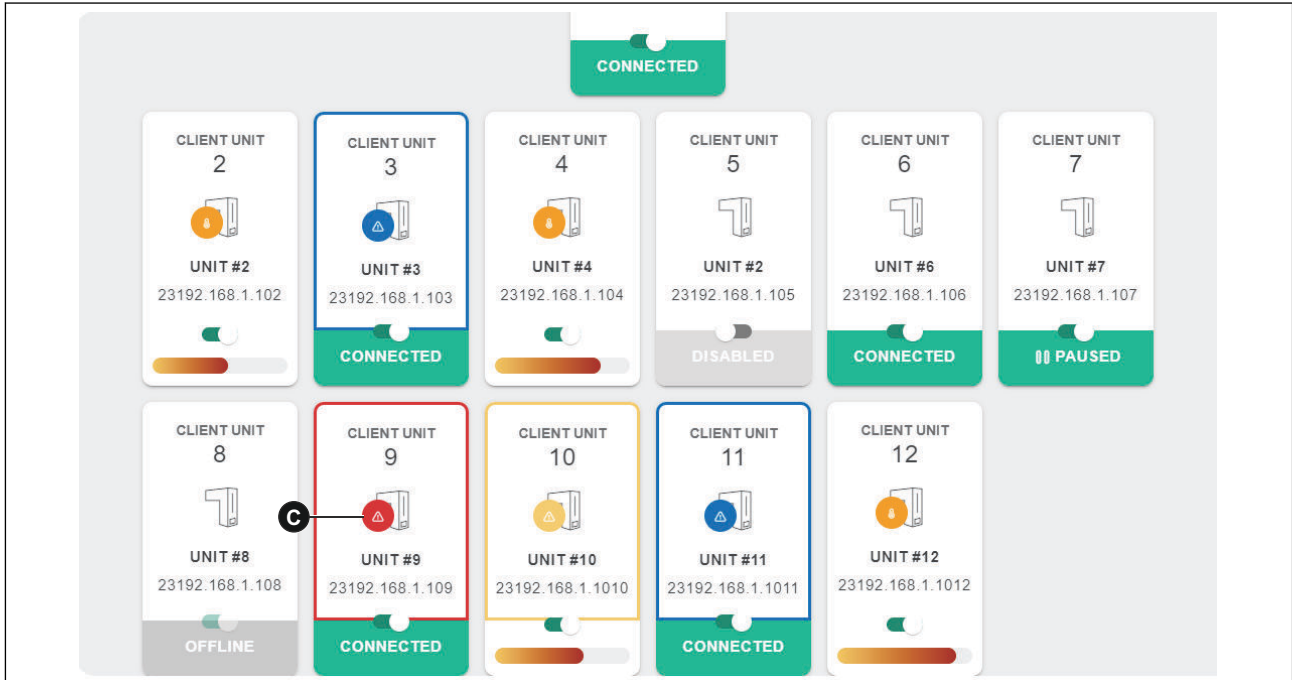 CONNECTED
CLIENT UNIT
2
UNIT #2
23192.168.1.102
CLIENT UNIT
3
UNIT #3
23192.168.1.103
CONNECTED
CLIENT UNIT
4
UNIT #4
23192.168.1.104
CLIENT UNIT
5
UNIT #2
23192.168.1.105
DISABLED
CLIENT UNIT
6
UNIT #6
23192.168.1.106
CONNECTED
CLIENT UNIT
7
UNIT #7
23192.168.1.107
PAUSED
CLIENT UNIT
8
UNIT #8
23192.168.1.108
OFFLINE
C
CLIENT UNIT
9
UNIT #9
23192.168.1.109
CONNECTED
CLIENT UNIT
10
UNIT #10
23192.168.1.1010
CLIENT UNIT
11
UNIT #11
23192.168.1.1011
CONNECTED
CLIENT UNIT
12
UNIT #12
23192.168.1.1012